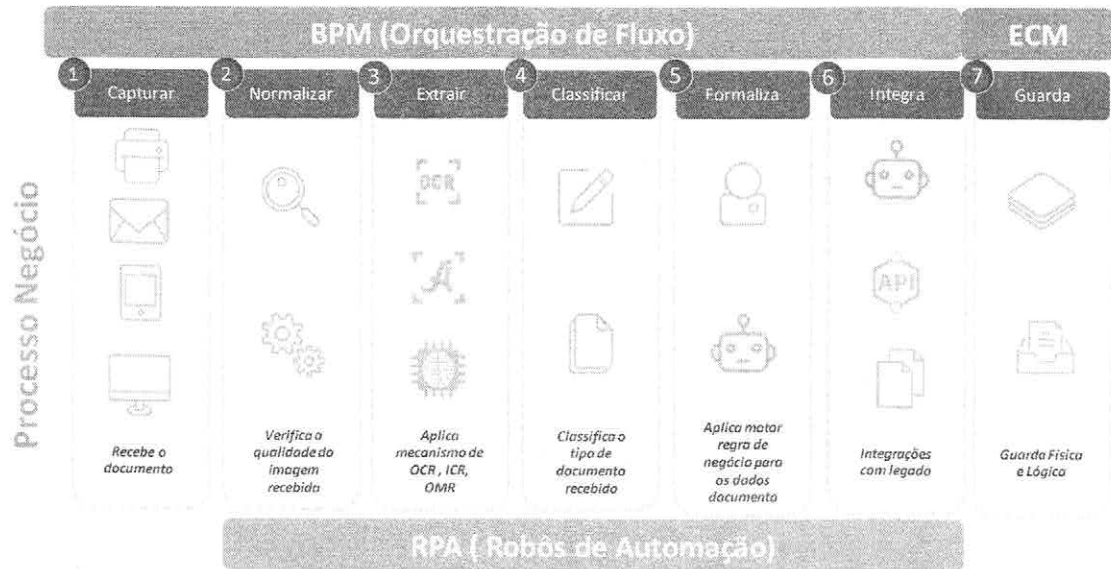 BPM (Orquestração de Fluxo)
ECM
1
Capturar
2
Normalizar
3
Extrair
4
Classificar
5
Formaliza
6
Integra
7
Guarda
Processo Negócio
OCR
A
API
Recebe o
documento
Verifica a
qualidade da
imagem
recebida
Aplica
mecanismo de
OCR , ICR,
OMR
Classifica o
tipo de
documento
recebido
Aplica motor
regra de
negócio para
os dados
documento
Integrações
com legado
Guarda Física
e Lógica
RPA ( Robôs de Automação)